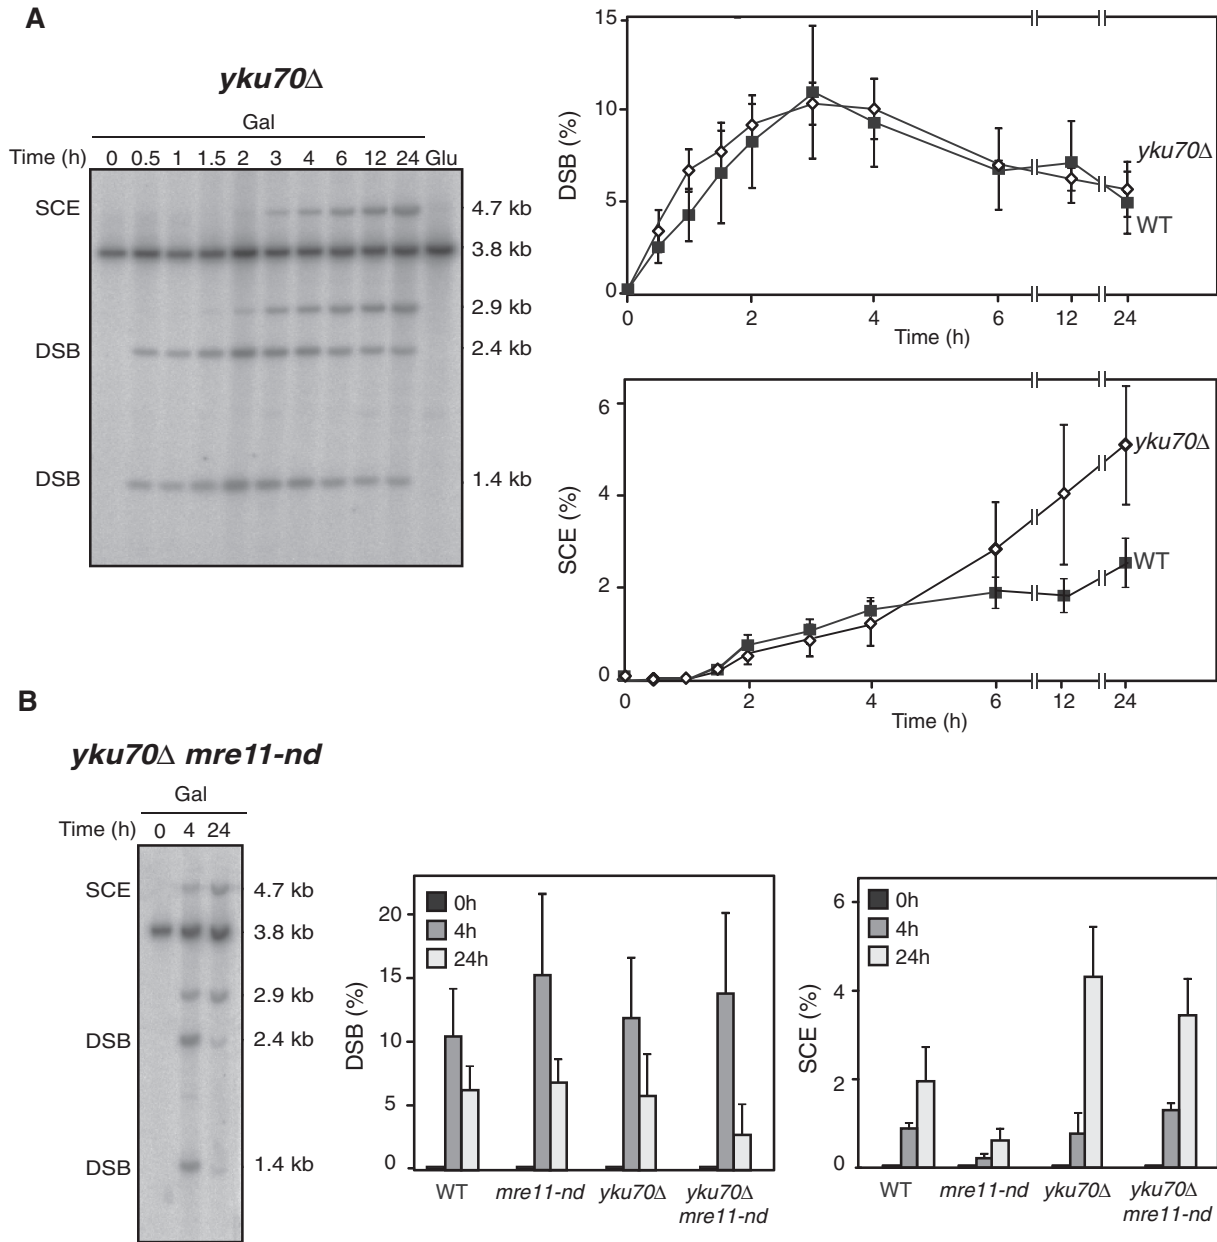 A
yku70Δ
Gal
Time (h) 0 0.5 1 1.5 2 3 4 6 12 24 Glu
SCE
DSB
DSB
4.7 kb
3.8 kb
2.9 kb
2.4 kb
1.4 kb
DSB (%)
15
10
5
0
0 2 4 6 12 24
Time (h)
yku70Δ
WT
SCE (%)
6
4
2
0
0 2 4 6 12 24
Time (h)
yku70Δ
WT
B
yku70Δ mre11-nd
Gal
Time (h) 0 4 24
SCE
DSB
DSB
4.7 kb
3.8 kb
2.9 kb
2.4 kb
1.4 kb
DSB (%)
20
15
10
5
0
0h
4h
24h
WT mre11-nd yku70Δ yku70Δ
mre11-nd
SCE (%)
6
4
2
0
0h
4h
24h
WT mre11-nd yku70Δ yku70Δ
mre11-nd